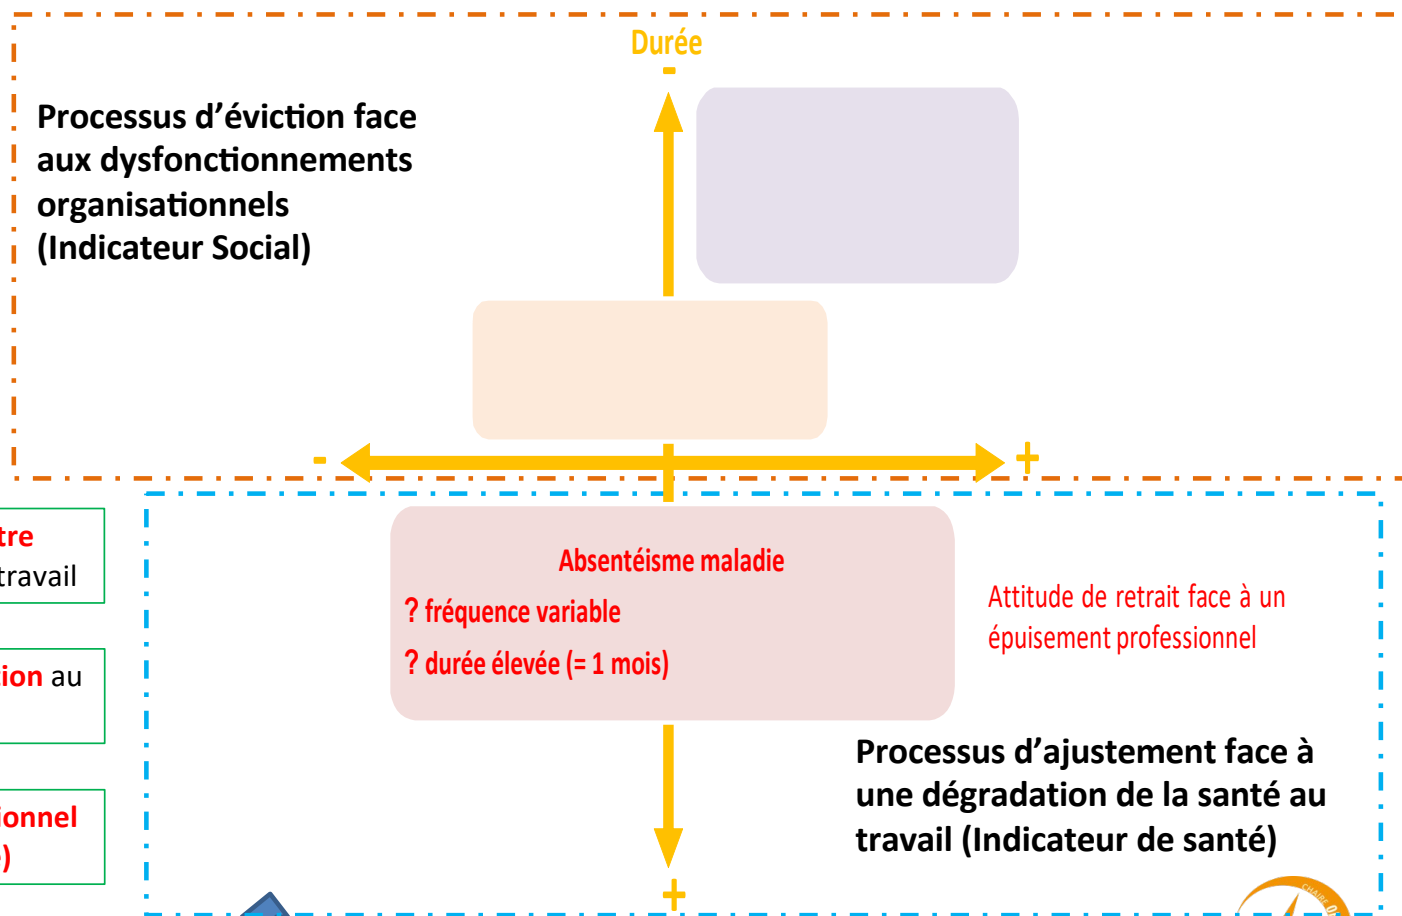 Durée
-
Processus d’éviction face
aux dysfonctionnements
organisationnels
(Indicateur Social)
- +
tre
travail
Absentéisme maladie
? fréquence variable
? durée élevée (= 1 mois)
Attitude de retrait face à un
épuisement professionnel
tion au
ionnel
)
Processus d’ajustement face à
une dégradation de la santé au
travail (Indicateur de santé)
+
CHAIRE